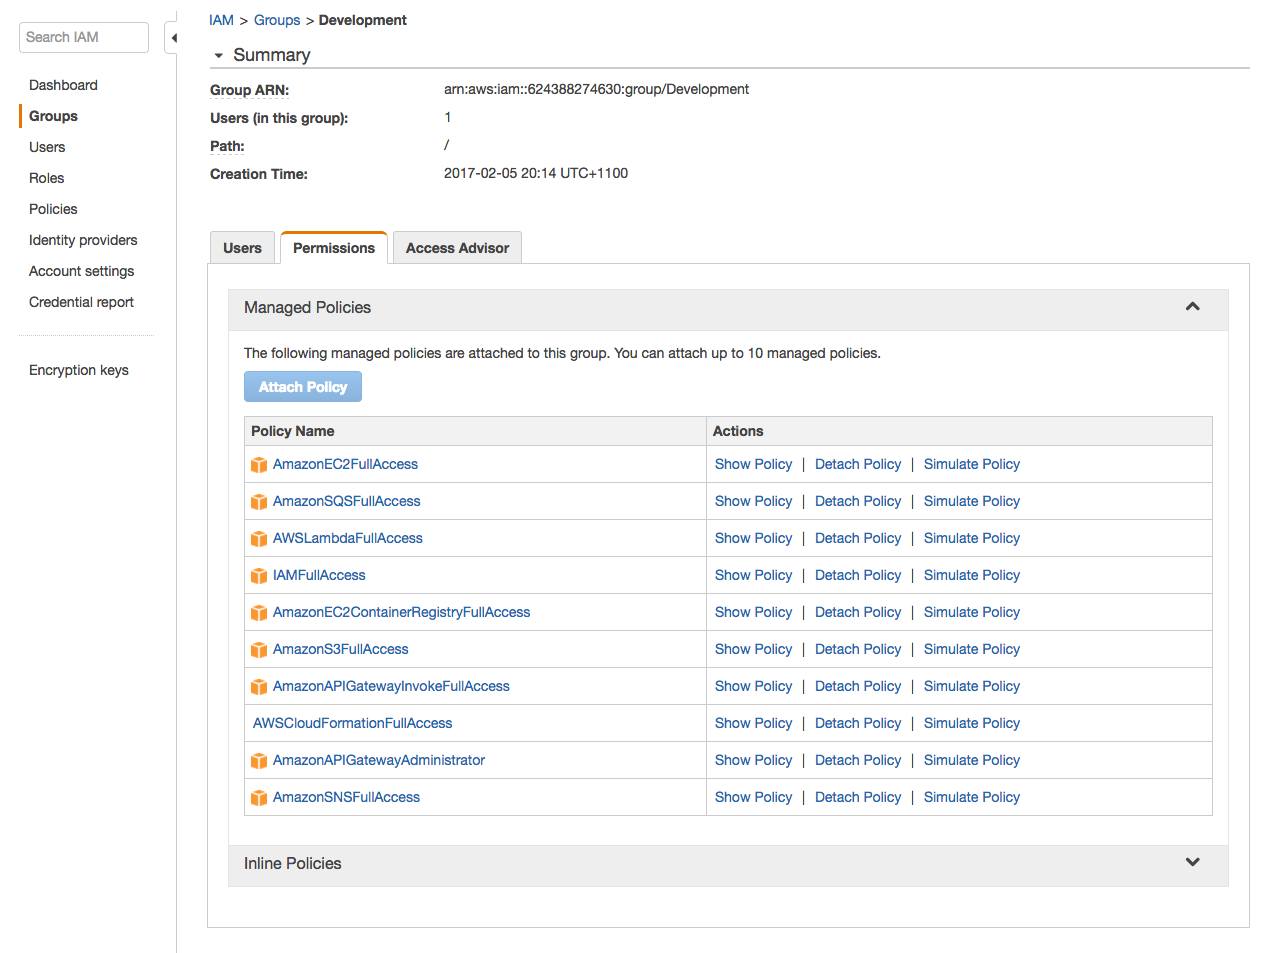 Search IAM
Dashboard
Groups
Users
Roles
Policies
Identity providers
Account settings
Credential report
Encryption keys
IAM > Groups > Development
Summary
Group ARN: arn:aws:iam::624388274630:group/Development
Users (in this group): 1
Path: /
Creation Time: 2017-02-05 20:14 UTC+1100
Users Permissions Access Advisor
Managed Policies
The following managed policies are attached to this group. You can attach up to 10 managed policies.
Attach Policy
Policy Name Actions
AmazonEC2FullAccess Show Policy | Detach Policy | Simulate Policy
AmazonSQSFullAccess Show Policy | Detach Policy | Simulate Policy
AWSLambdaFullAccess Show Policy | Detach Policy | Simulate Policy
IAMFullAccess Show Policy | Detach Policy | Simulate Policy
AmazonEC2ContainerRegistryFullAccess Show Policy | Detach Policy | Simulate Policy
AmazonS3FullAccess Show Policy | Detach Policy | Simulate Policy
AmazonAPIGatewayInvokeFullAccess Show Policy | Detach Policy | Simulate Policy
AWSCloudFormationFullAccess Show Policy | Detach Policy | Simulate Policy
AmazonAPIGatewayAdministrator Show Policy | Detach Policy | Simulate Policy
AmazonSNSFullAccess Show Policy | Detach Policy | Simulate Policy
Inline Policies